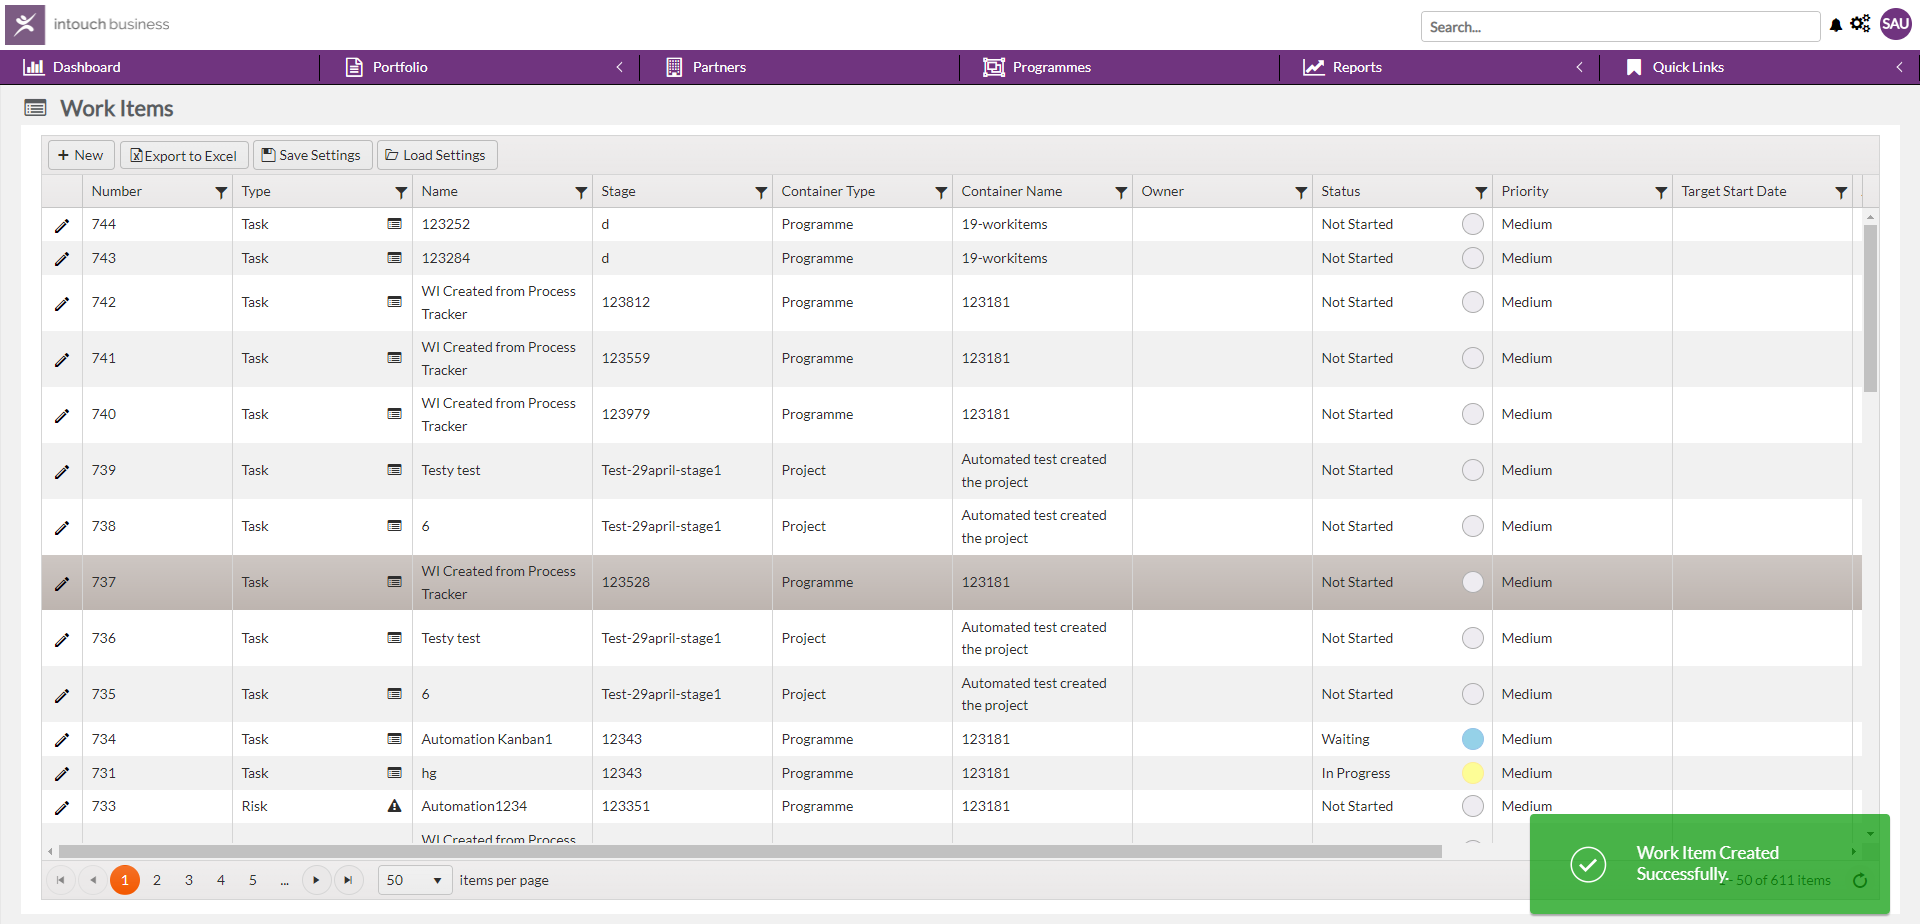 intouch business
Search...
SAU
Dashboard
Portfolio
Partners
Programmes
Reports
Quick Links
Work Items
+ New
Export to Excel
Save Settings
Load Settings
Number Type Name Stage Container Type Container Name Owner Status Priority Target Start Date
744 Task 123252 d Programme 19-workitems Not Started Medium
743 Task 123284 d Programme 19-workitems Not Started Medium
742 Task WI Created from Process Tracker 123812 Programme 123181 Not Started Medium
741 Task WI Created from Process Tracker 123559 Programme 123181 Not Started Medium
740 Task WI Created from Process Tracker 123979 Programme 123181 Not Started Medium
739 Task Testy test Test-29april-stage1 Project Automated test created the project Not Started Medium
738 Task 6 Test-29april-stage1 Project Automated test created the project Not Started Medium
737 Task WI Created from Process Tracker 123528 Programme 123181 Not Started Medium
736 Task Testy test Test-29april-stage1 Project Automated test created the project Not Started Medium
735 Task 6 Test-29april-stage1 Project Automated test created the project Not Started Medium
734 Task Automation Kanban1 12343 Programme 123181 Waiting Medium
731 Task hg 12343 Programme 123181 In Progress Medium
733 Risk Automation1234 123351 Programme 123181 Not Started Medium
WI Created from Process
1 2 3 4 5 ... 50 items per page
Work Item Created
Successfully.
- 50 of 611 items